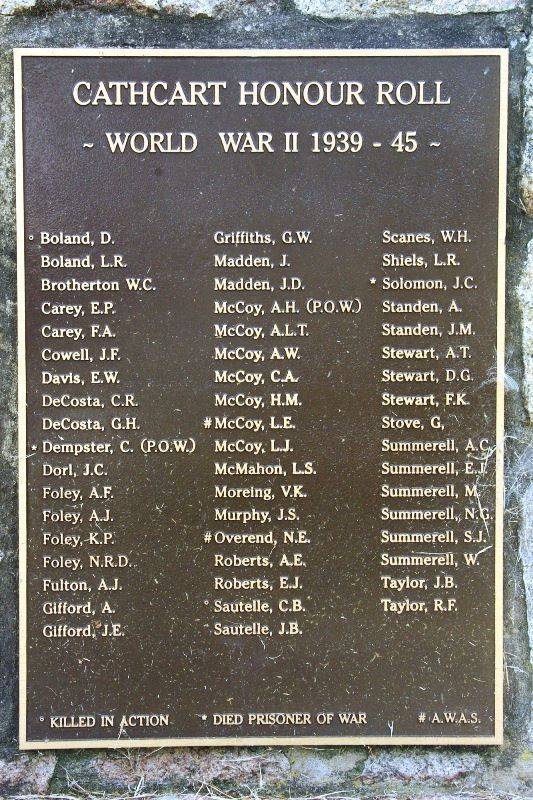 CATHCART HONOUR ROLL
~ WORLD WAR II 1939 - 45 ~
° Boland, D.
Boland, L.R.
Brotherton W.C.
Carey, E.P.
Carey, F.A.
Cowell, J.F.
Davis, E.W.
DeCosta, C.R.
DeCosta, G.H.
* Dempster, C. (P.O.W.)
Dorl, J.C.
Foley, A.F.
Foley, A.J.
Foley, K.P.
Foley, N.R.D.
Fulton, A.J.
Gifford, A.
Gifford, J.E.
Griffiths, G.W.
Madden, J.
Madden, J.D.
McCoy, A.H. (P.O.W.)
McCoy, A.L.T.
McCoy, A.W.
McCoy, C.A.
McCoy, H.M.
# McCoy, L.E.
McCoy, L.J.
McMahon, L.S.
Moreing, V.K.
Murphy, J.S.
# Overend, N.E.
Roberts, A.E.
Roberts, E.J.
° Sautelle, C.B.
Sautelle, J.B.
Scanes, W.H.
Shiels, L.R.
* Solomon, J.C.
Standen, A.
Standen, J.M.
Stewart, A.T.
Stewart, D.G.
Stewart, F.K.
Stove, G,
Summerell, A.C.
Summerell, E.J.
Summerell, M.
Summerell, N.G.
Summerell, S.J.
Summerell, W.
Taylor, J.B.
Taylor, R.F.
° KILLED IN ACTION * DIED PRISONER OF WAR # A.W.A.S.